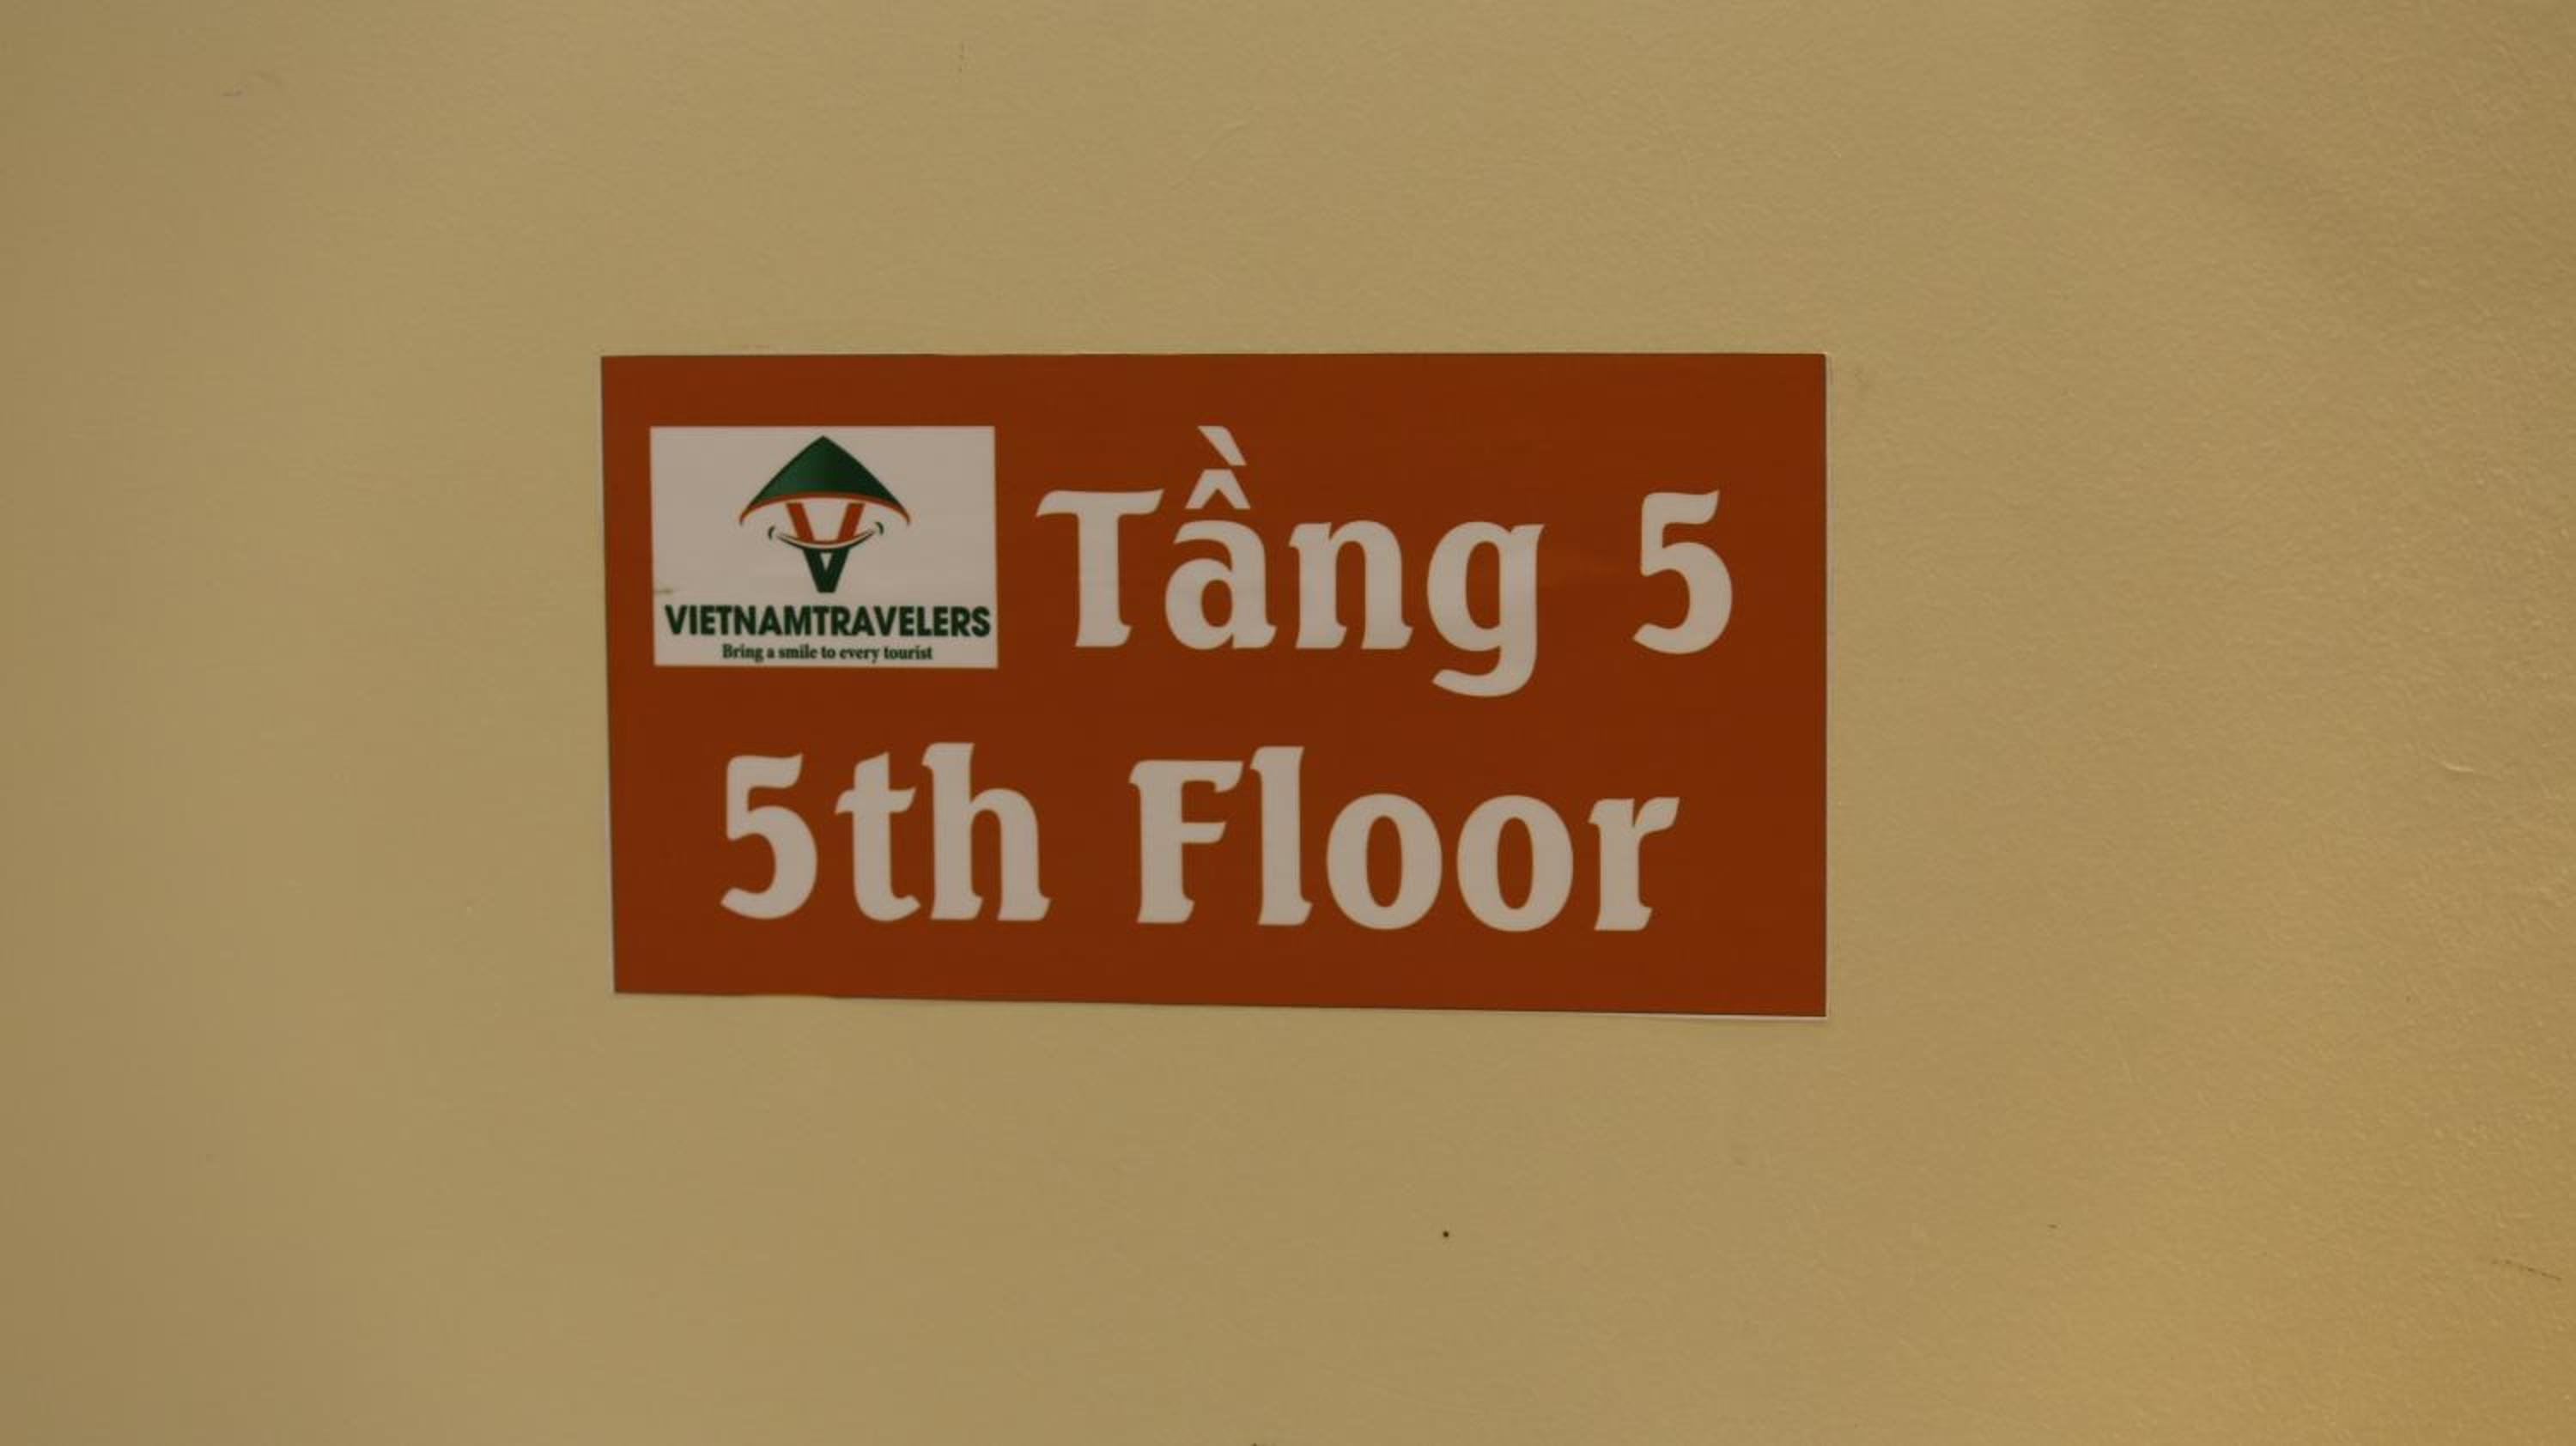 VIETNAMTRAVELERS
Bring a smile to every tourist
Tầng 5
5th Floor